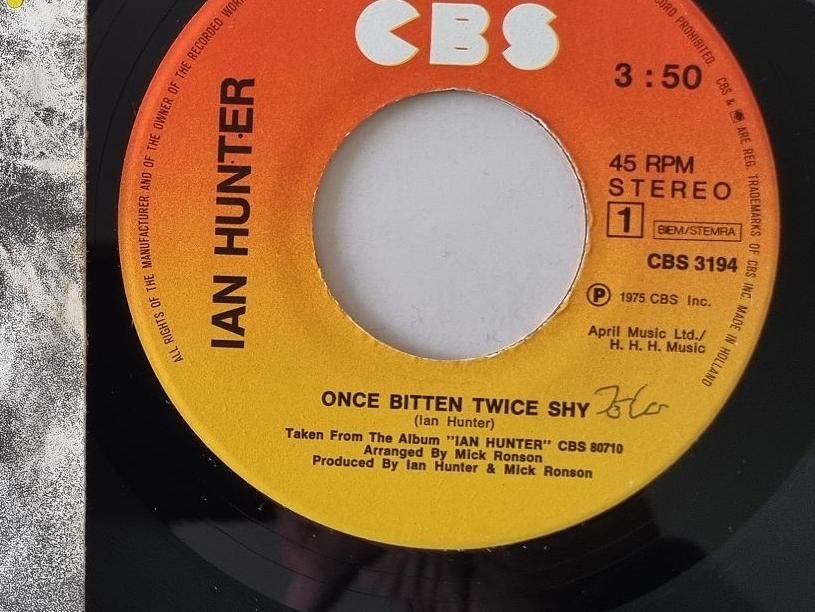 CBS
3:50
IAN HUNTER
45 RPM
STEREO
1
BIEM/STEMRA
CBS 3194
Ⓟ 1975 CBS Inc.
April Music Ltd./
H. H. H. Music
ONCE BITTEN TWICE SHY
(Ian Hunter)
Taken From The Album "IAN HUNTER" CBS 80710
Arranged By Mick Ronson
Produced By Ian Hunter & Mick Ronson
ALL RIGHTS OF THE MANUFACTURER AND OF THE OWNER OF THE RECORDED
PROHIBITED. CBS & ARE REG. TRADEMARKS OF CBS INC. MADE IN HOLLAND